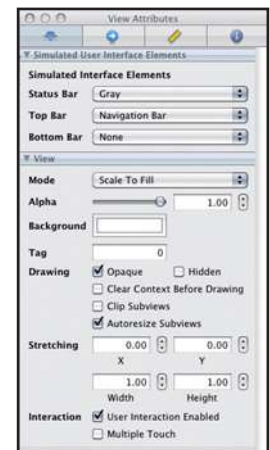 View Attributes
Simulated User Interface Elements
Simulated Interface Elements
Status Bar Gray
Top Bar Navigation Bar
Bottom Bar None
View
Mode Scale To Fill
Alpha 1.00
Background
Tag 0
Drawing Opaque Hidden
Clear Context Before Drawing
Clip Subviews
Autoresize Subviews
Stretching 0.00 0.00
X Y
1.00 1.00
Width Height
Interaction User Interaction Enabled
Multiple Touch